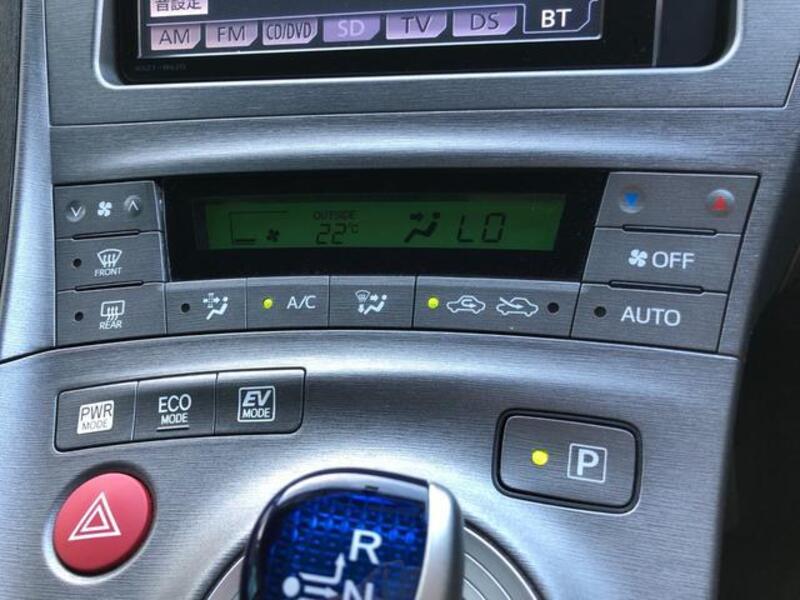 音設定
AM FM CD/DVD SD TV DS BT
OUTSIDE
22℃ LO
FRONT
OFF
REAR
A/C
AUTO
PWR MODE
ECO MODE
EV MODE
P
R
N